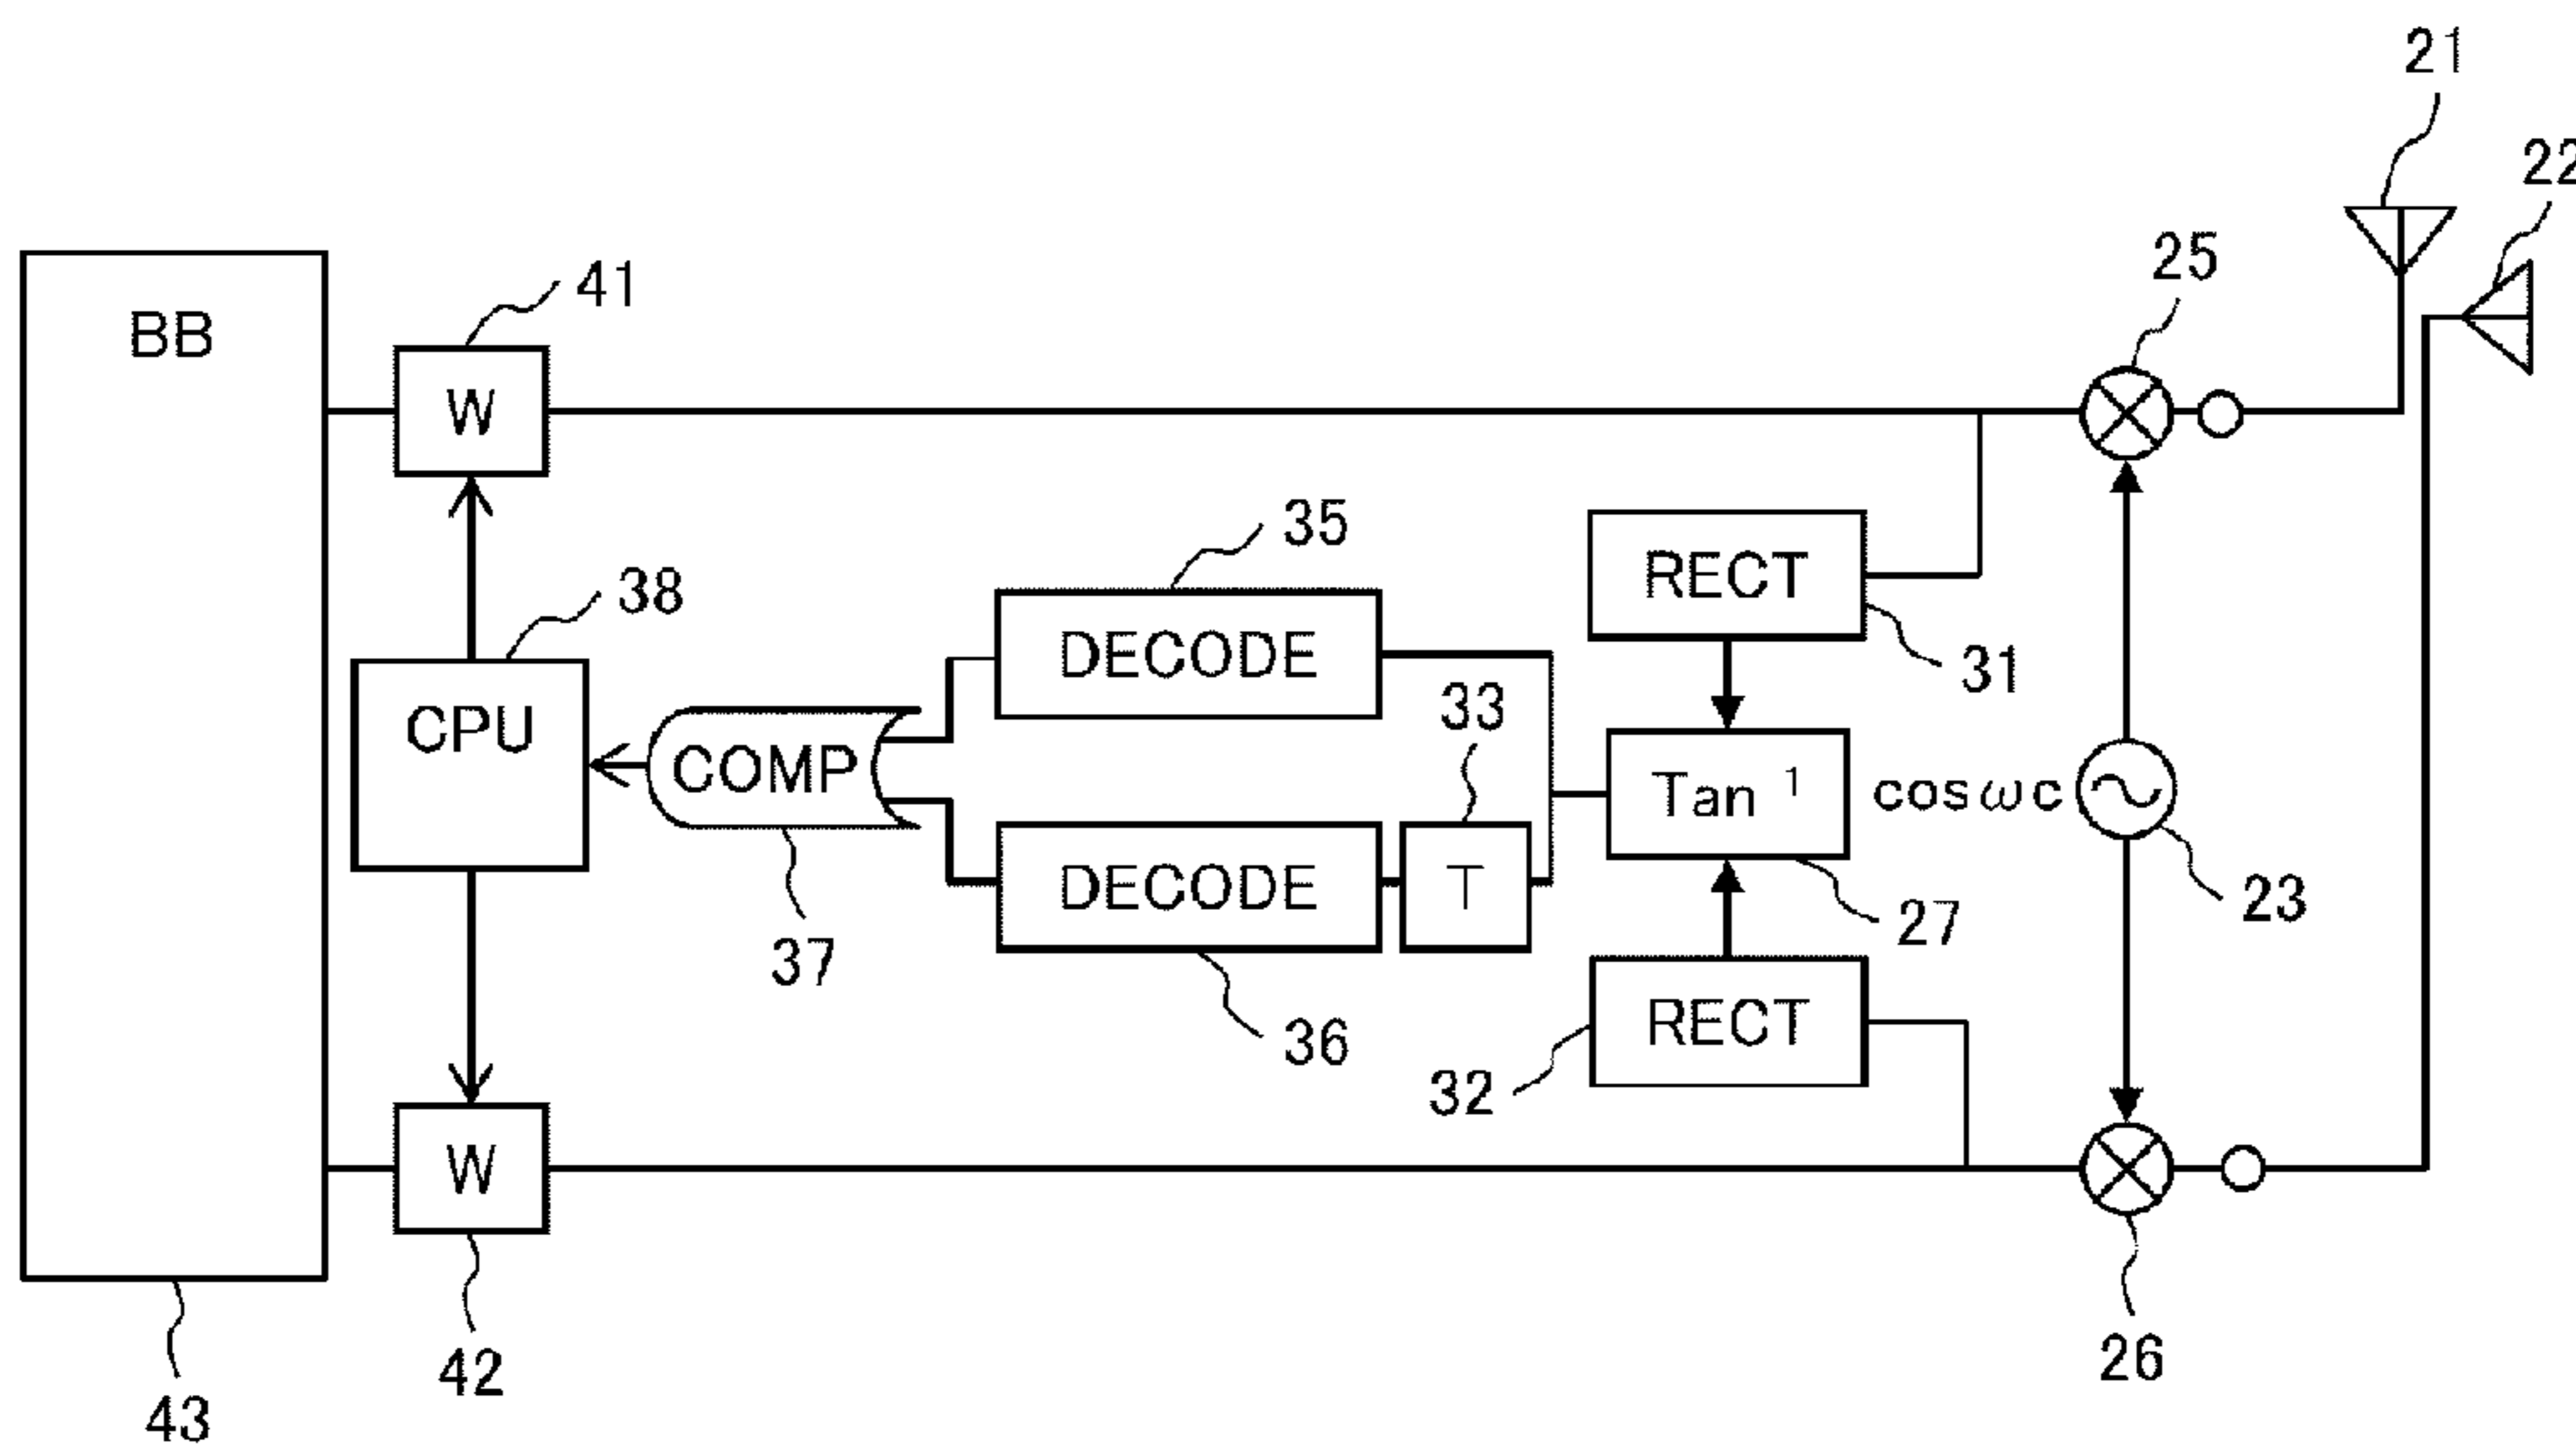 21
22
25
41
BB
W
35
38
RECT
DECODE
31
33
CPU
COMP
Tan 1
cosωc
DECODE
T
27
23
37
RECT
36
32
W
26
42
43